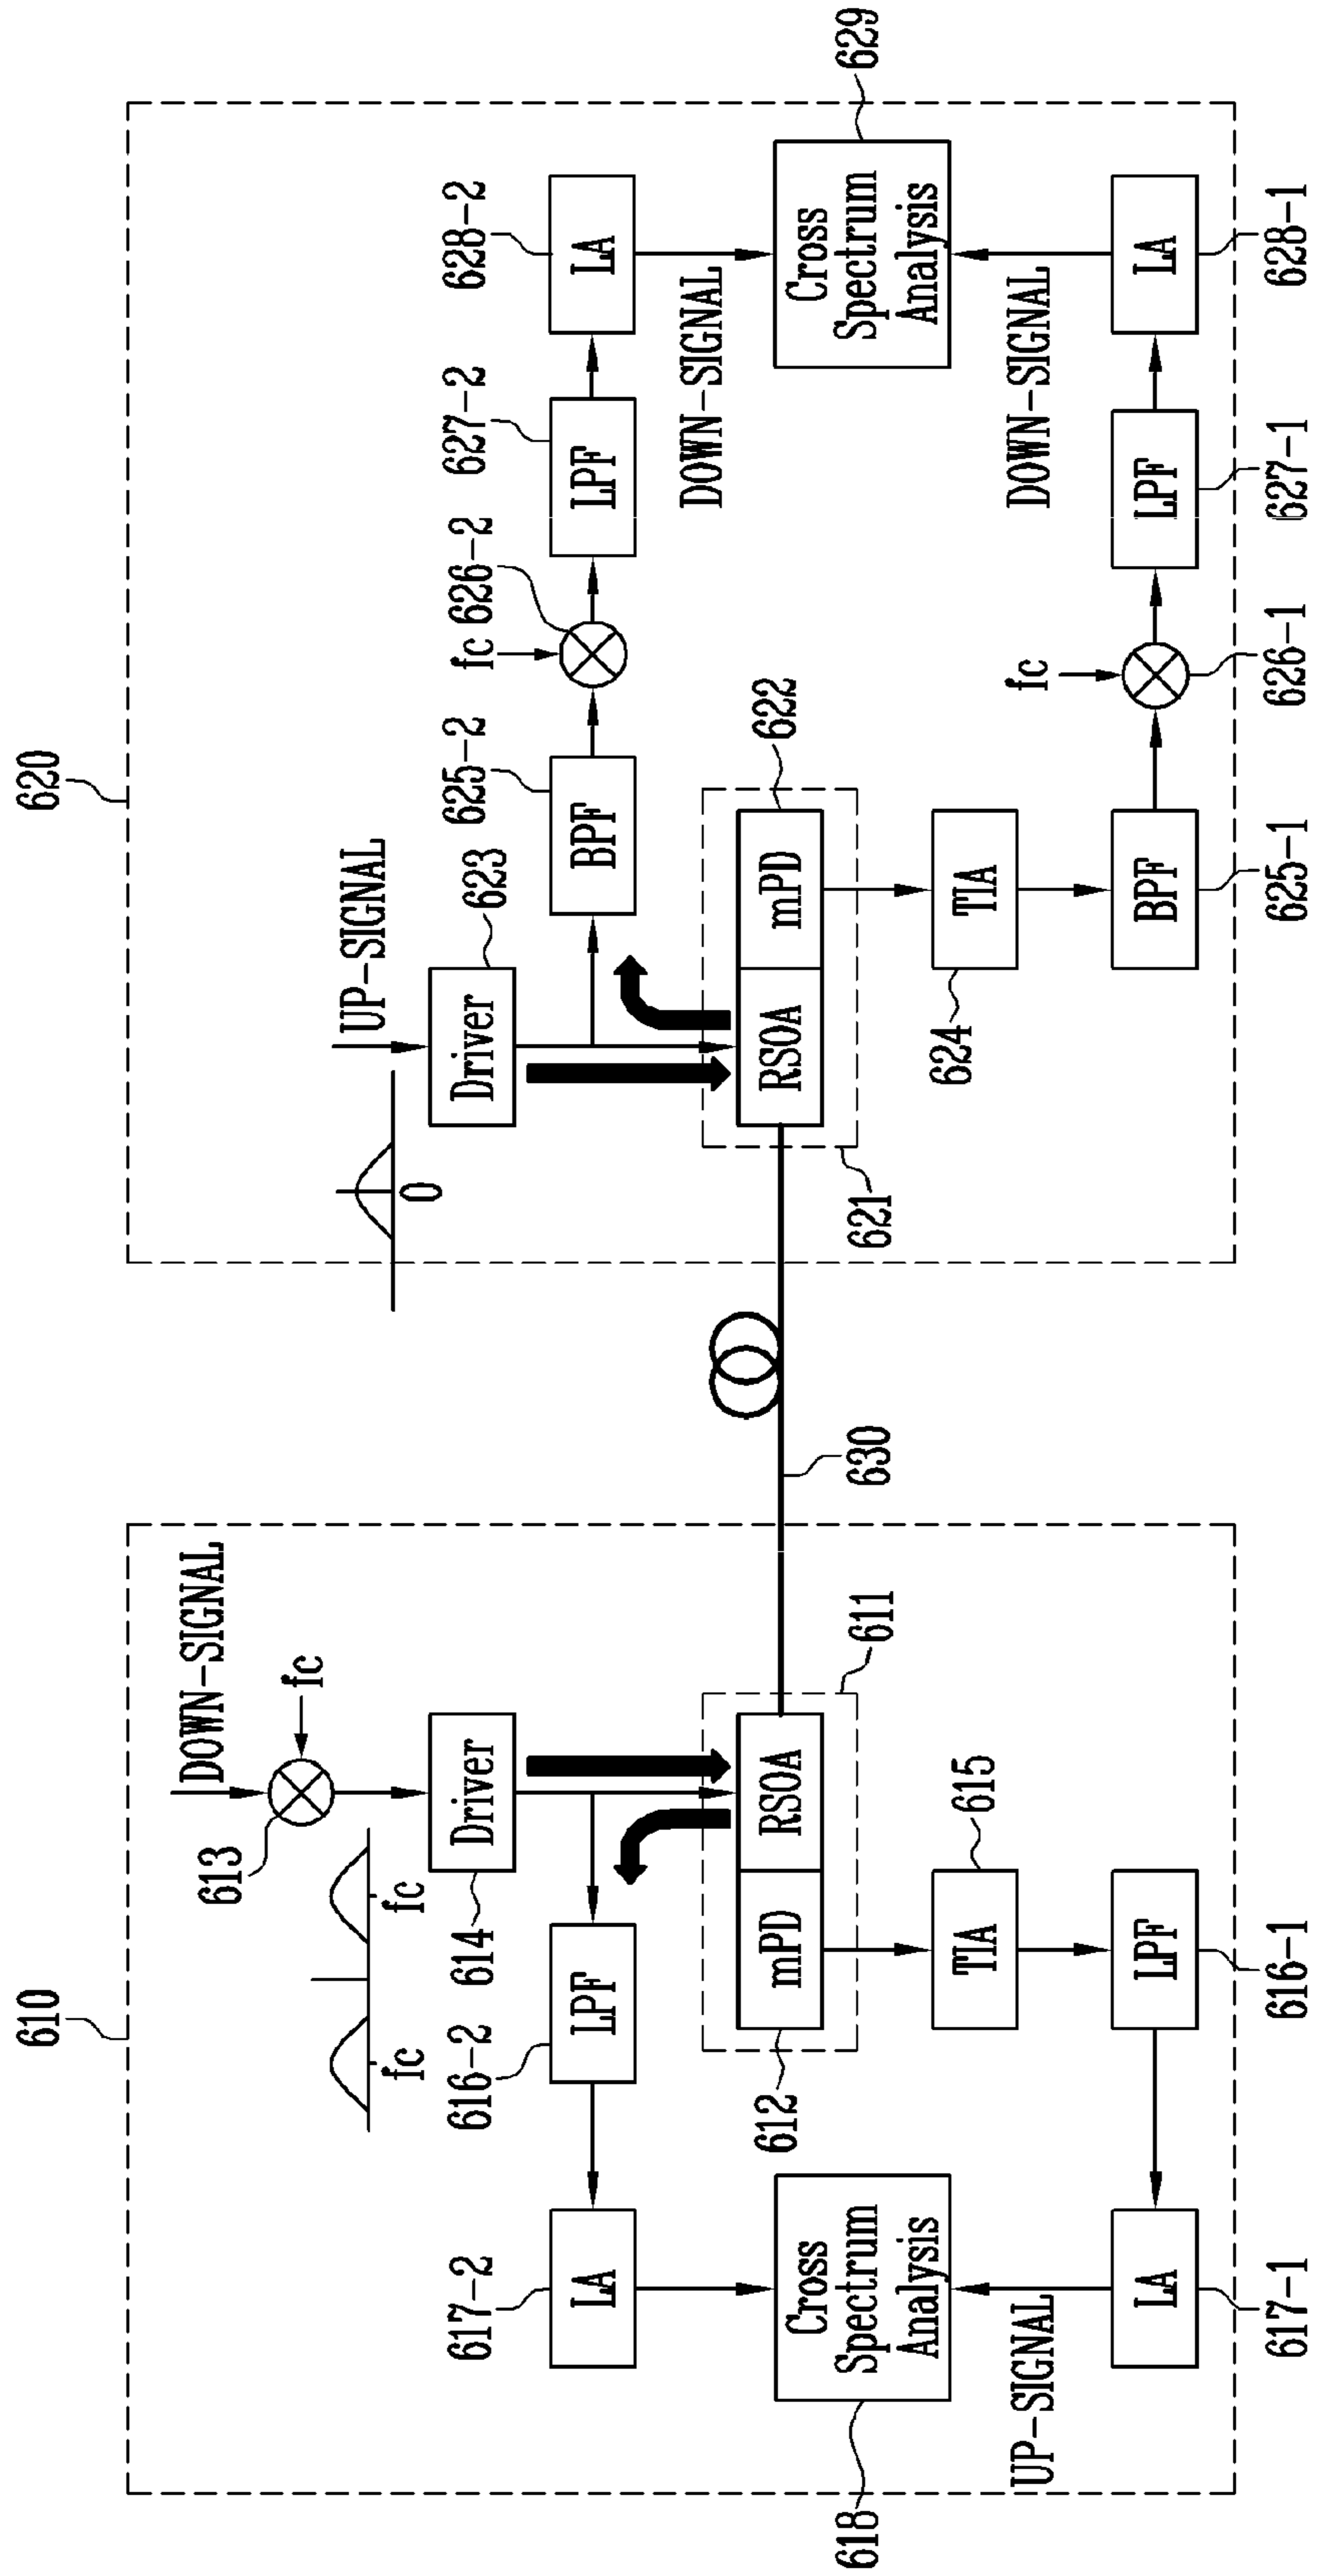 610
DOWN-SIGNAL
613
fc
fc
fc
Driver
614
617-2
LA
616-2
LPF
611
612
mPD
RSOA
618
Cross
Spectrum
Analysis
TIA
615
UP-SIGNAL
LA
617-1
LPF
616-1
630
620
UP-SIGNAL
0
Driver
623
625-2
BPF
fc
626-2
627-2
LPF
628-2
LA
DOWN-SIGNAL
621
RSOA
mPD
622
Cross
Spectrum
Analysis
629
624
TIA
DOWN-SIGNAL
BPF
625-1
fc
626-1
LPF
627-1
LA
628-1